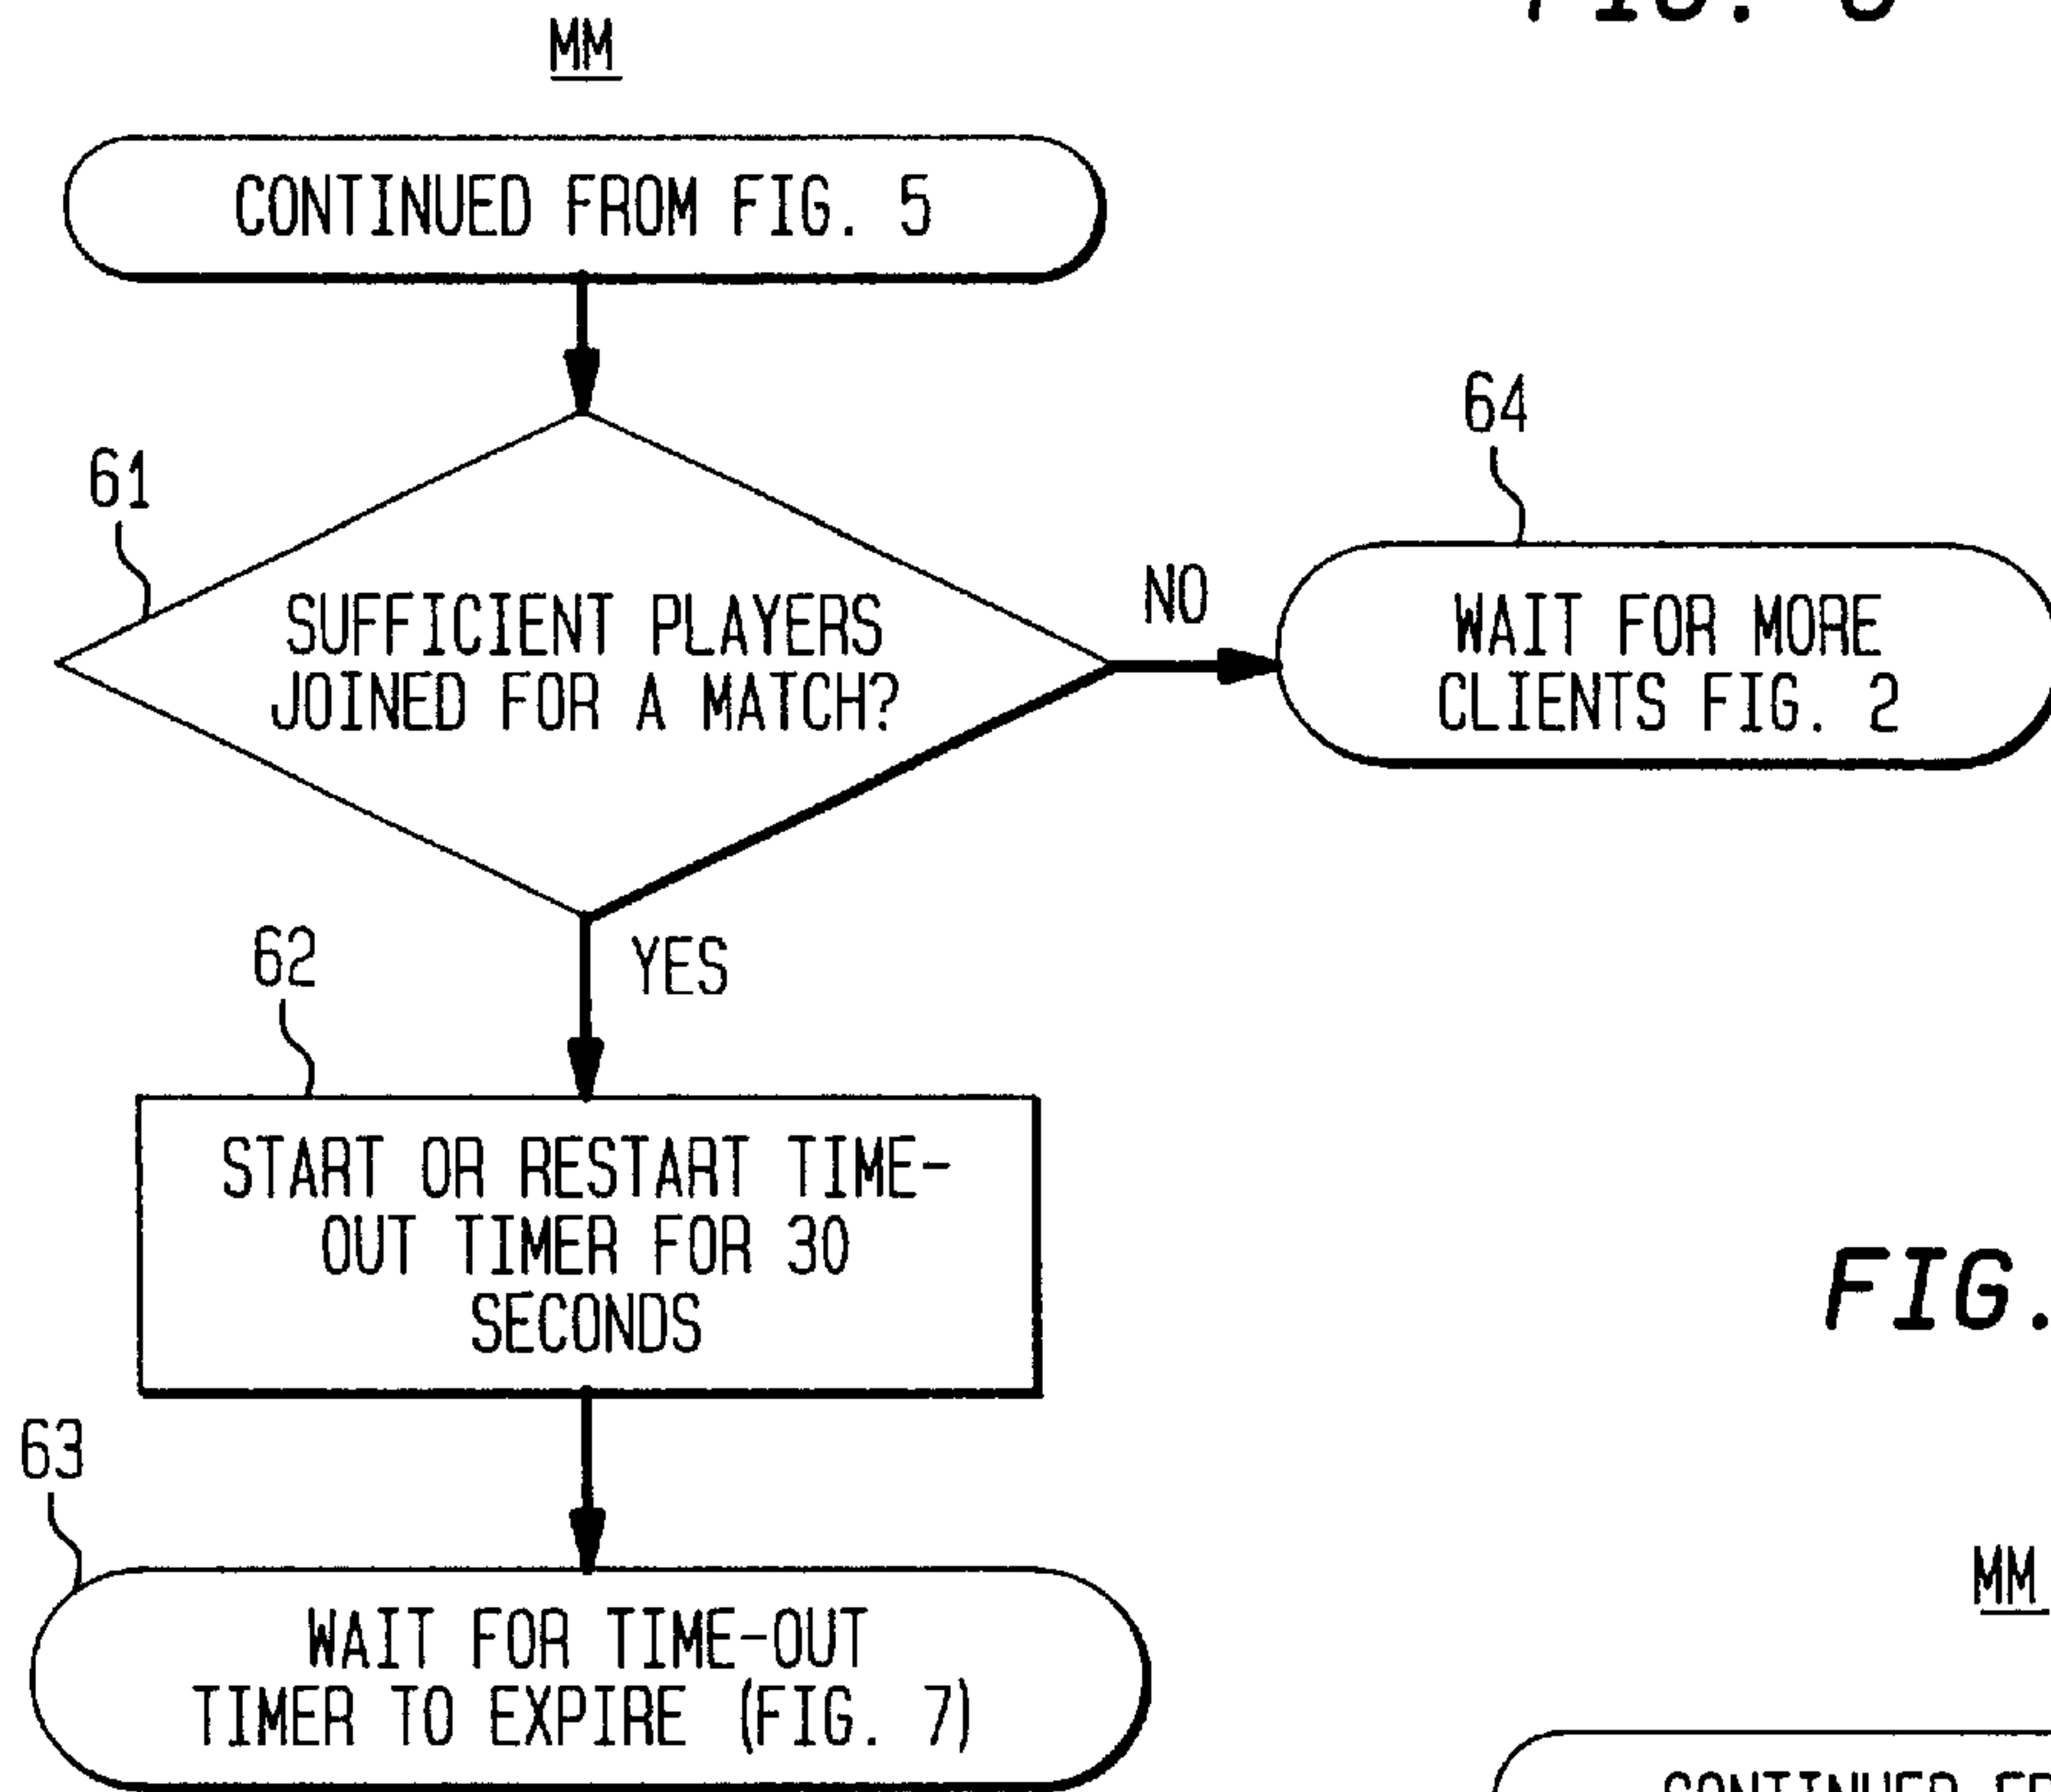 MM
CONTINUED FROM FIG. 5
61
SUFFICIENT PLAYERS
JOINED FOR A MATCH?
NO
64
WAIT FOR MORE
CLIENTS FIG. 2
YES
62
START OR RESTART TIME-
OUT TIMER FOR 30
SECONDS
FIG.
63
WAIT FOR TIME-OUT
TIMER TO EXPIRE (FIG. 7)
MM
CONTINUED